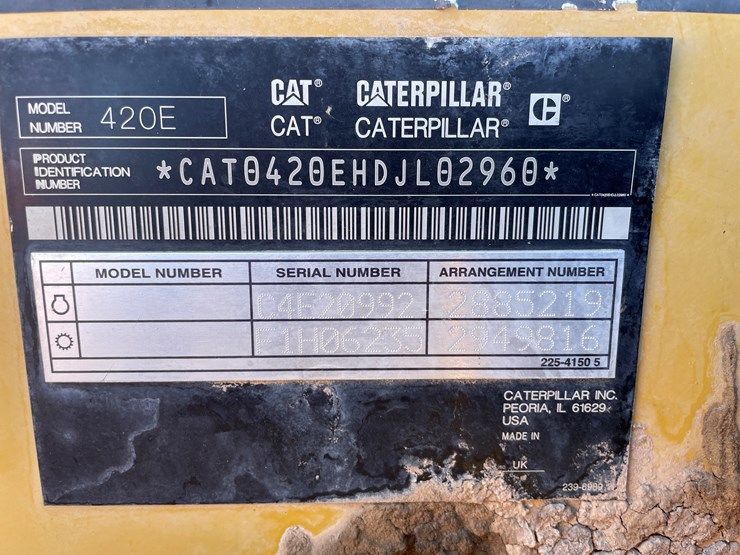 CAT® CATERPILLAR® ®
CAT® CATERPILLAR®
MODEL NUMBER 420E
PRODUCT IDENTIFICATION NUMBER *CAT0420EHDJL02960*
MODEL NUMBER SERIAL NUMBER ARRANGEMENT NUMBER
C4E20992 2885219
2949816
225-4150 5
CATERPILLAR INC.
PEORIA, IL 61629
USA
MADE IN
UK